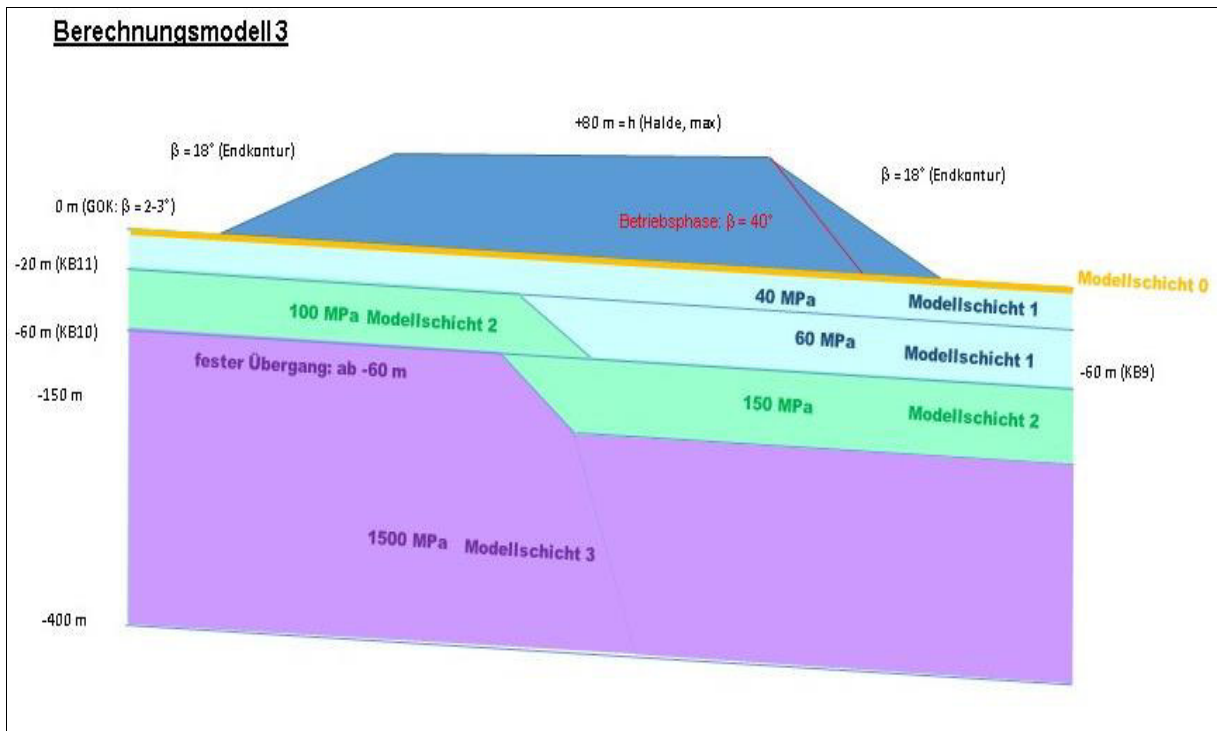 Berechnungsmodell 3
+80 m = h (Halde, max)
β = 18° (Endkontur)
β = 18° (Endkontur)
0 m (GOK: β = 2-3°)
Betriebsphase: β = 40°
-20 m (KB11)
Modellschicht 0
40 MPa Modellschicht 1
100 MPa Modellschicht 2
-60 m (KB10)
60 MPa Modellschicht 1
fester Übergang: ab -60 m
-60 m (KB9)
-150 m
150 MPa Modellschicht 2
1500 MPa Modellschicht 3
-400 m